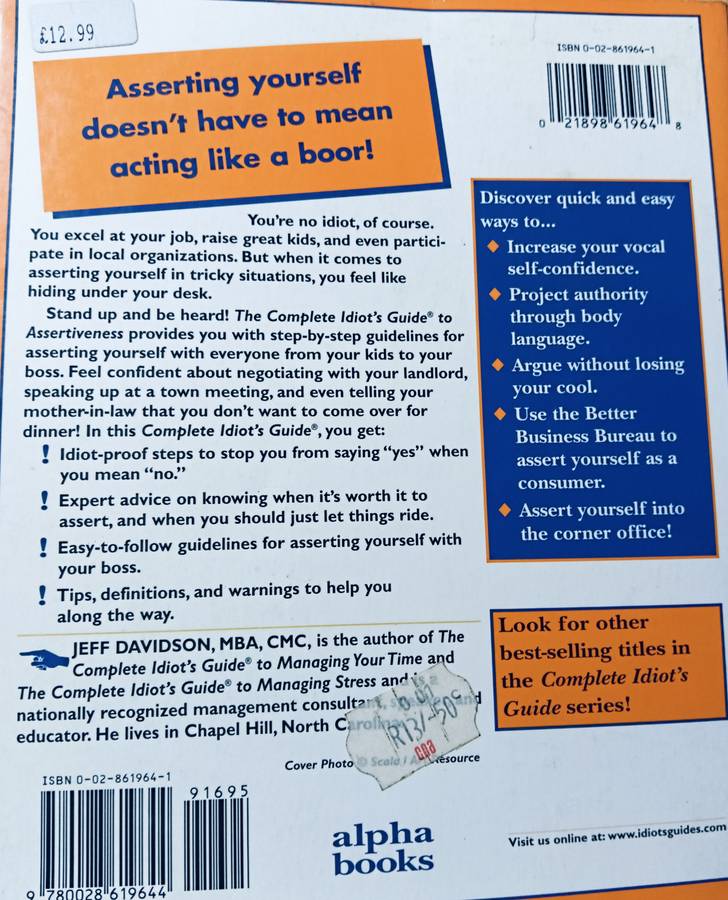 £12.99
ISBN 0-02-861964-1
0 21898 61964 8
Asserting yourself
doesn't have to mean
acting like a boor!
You're no idiot, of course.
You excel at your job, raise great kids, and even partici-
pate in local organizations. But when it comes to
asserting yourself in tricky situations, you feel like
hiding under your desk.
Stand up and be heard! The Complete Idiot's Guide® to
Assertiveness provides you with step-by-step guidelines for
asserting yourself with everyone from your kids to your
boss. Feel confident about negotiating with your landlord,
speaking up at a town meeting, and even telling your
mother-in-law that you don't want to come over for
dinner! In this Complete Idiot's Guide®, you get:
! Idiot-proof steps to stop you from saying “yes” when
you mean “no.”
! Expert advice on knowing when it's worth it to
assert, and when you should just let things ride.
! Easy-to-follow guidelines for asserting yourself with
your boss.
! Tips, definitions, and warnings to help you
along the way.
Discover quick and easy
ways to...
◆ Increase your vocal
self-confidence.
◆ Project authority
through body
language.
◆ Argue without losing
your cool.
◆ Use the Better
Business Bureau to
assert yourself as a
consumer.
◆ Assert yourself into
the corner office!
JEFF DAVIDSON, MBA, CMC, is the author of The
Complete Idiot's Guide® to Managing Your Time and
The Complete Idiot's Guide® to Managing Stress and is a
nationally recognized management consultant, and
educator. He lives in Chapel Hill, North Carolina.
Cover Photo © Scala / Resource
Look for other
best-selling titles in
the Complete Idiot's
Guide series!
ISBN 0-02-861964-1
91695
9 780028 619644
alpha
books
Visit us online at: www.idiotsguides.com